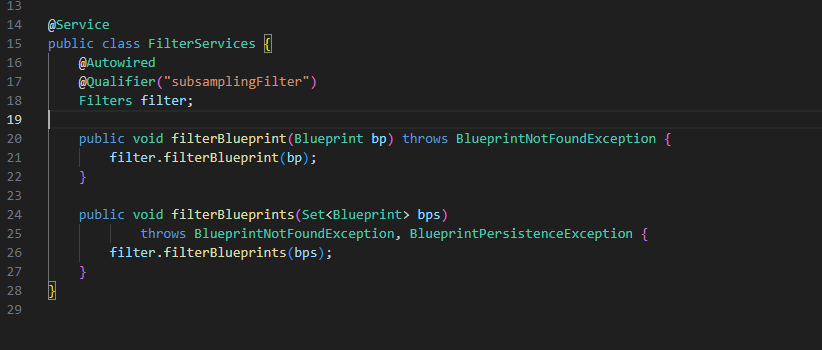 13
14 @Service
15 public class FilterServices {
16 @Autowired
17 @Qualifier("subsamplingFilter")
18 Filters filter;
19
20 public void filterBlueprint(Blueprint bp) throws BlueprintNotFoundException {
21 filter.filterBlueprint(bp);
22 }
23
24 public void filterBlueprints(Set<Blueprint> bps)
25 throws BlueprintNotFoundException, BlueprintPersistenceException {
26 filter.filterBlueprints(bps);
27 }
28 }
29